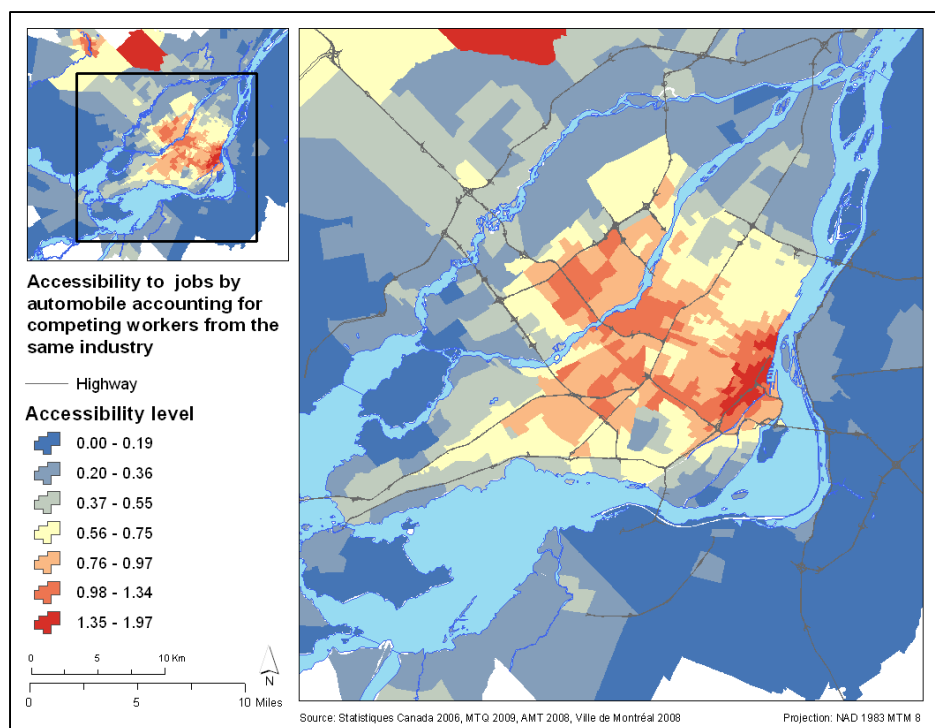 Accessibility to jobs by
automobile accounting for
competing workers from the
same industry
Highway
Accessibility level
0.00 - 0.19
0.20 - 0.36
0.37 - 0.55
0.56 - 0.75
0.76 - 0.97
0.98 - 1.34
1.35 - 1.97
0 5 10 Km
N
0 5 10 Miles
Source: Statistiques Canada 2006, MTQ 2009, AMT 2008, Ville de Montréal 2008 Projection: NAD 1983 MTM 8